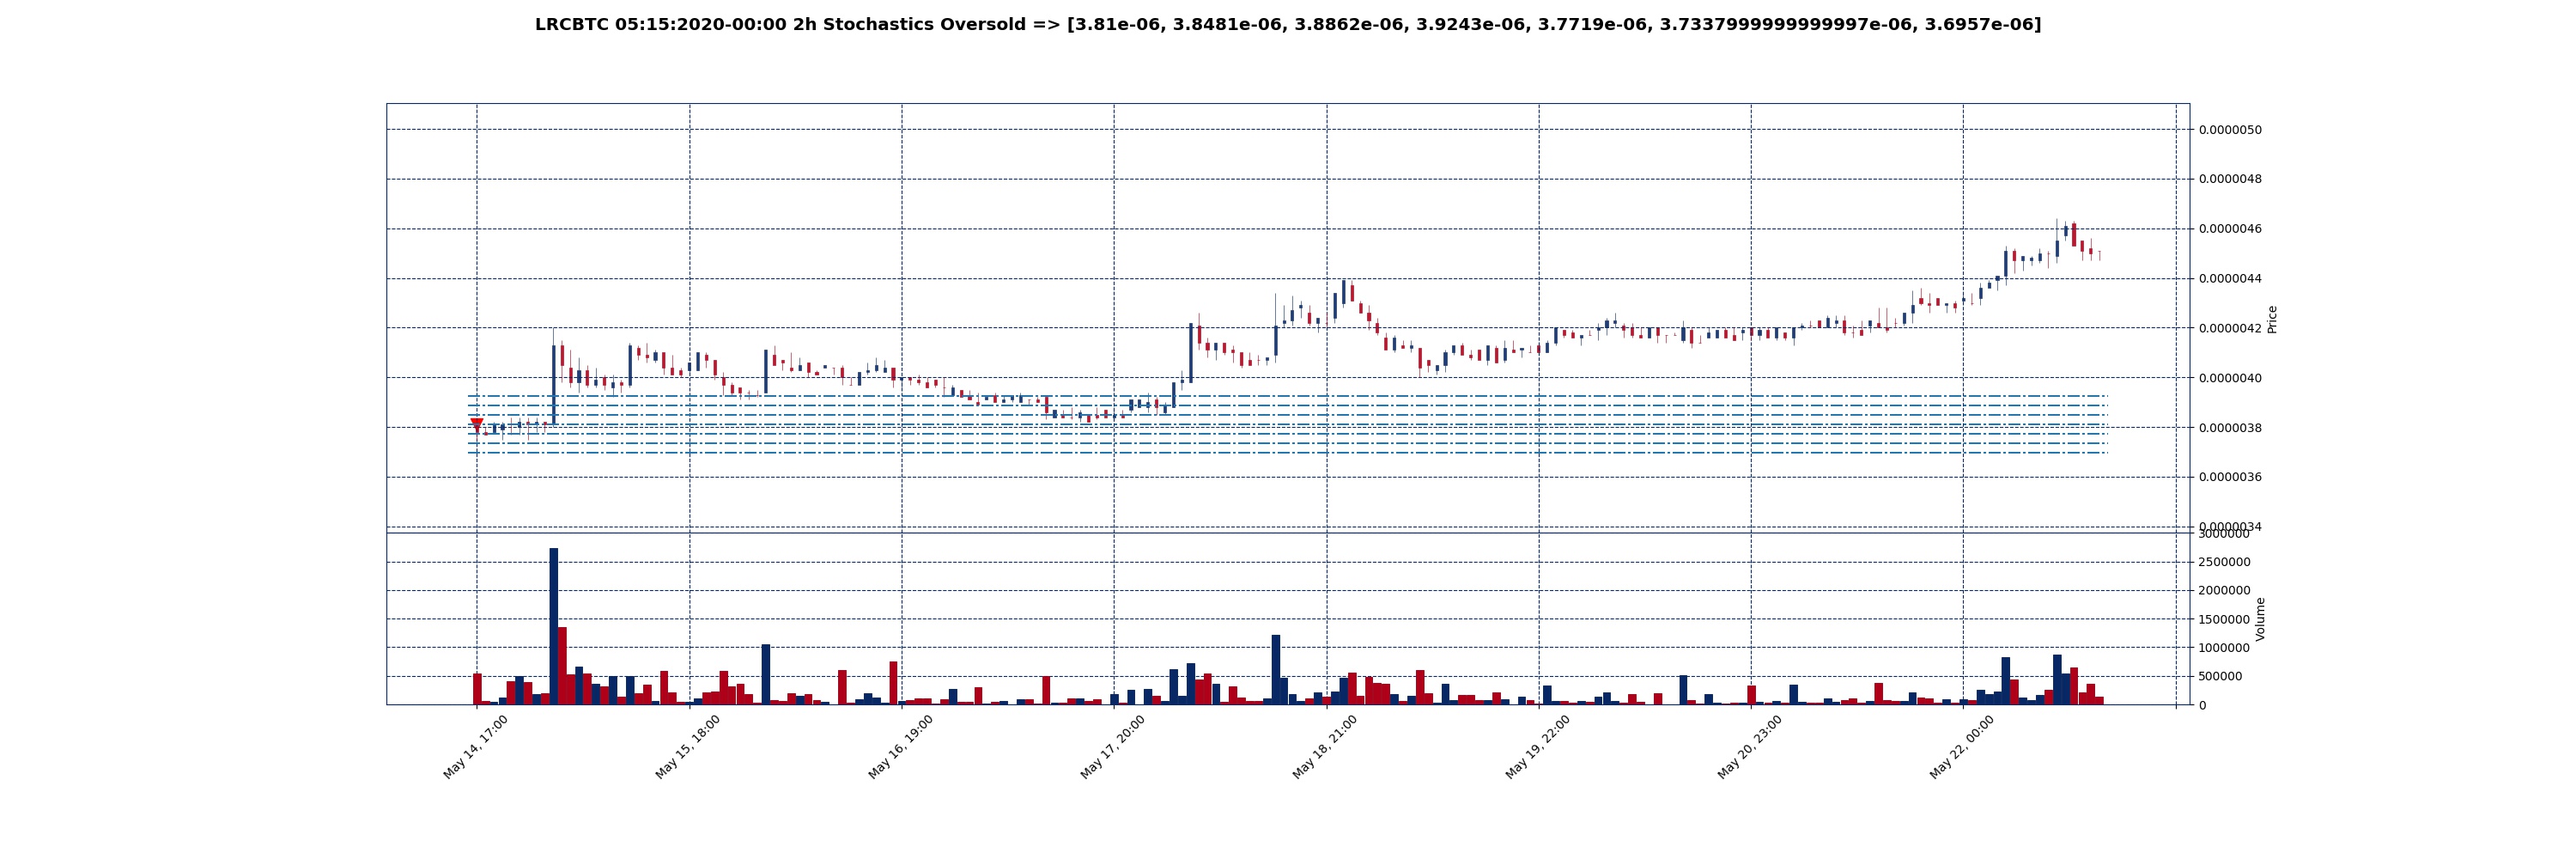 LRCBTC 05:15:2020-00:00 2h Stochastics Oversold => [3.81e-06, 3.8481e-06, 3.8862e-06, 3.9243e-06, 3.7719e-06, 3.7337999999999997e-06, 3.6957e-06]
0.0000050
0.0000048
0.0000046
0.0000044
0.0000042
0.0000040
0.0000038
0.0000036
0.0000034
Price
3000000
2500000
2000000
1500000
1000000
500000
0
Volume
May 14, 17:00
May 15, 18:00
May 16, 19:00
May 17, 20:00
May 18, 21:00
May 19, 22:00
May 20, 23:00
May 22, 00:00